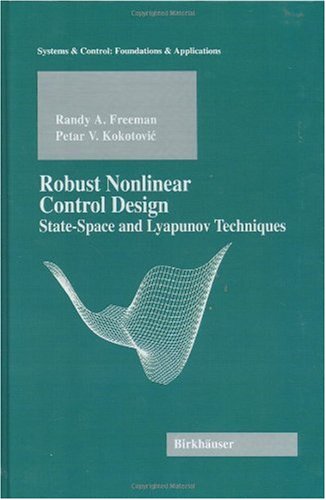 Systems & Control: Foundations & Applications
Randy A. Freeman
Petar V. Kokotović
Robust Nonlinear
Control Design
State-Space and Lyapunov Techniques
Birkhäuser